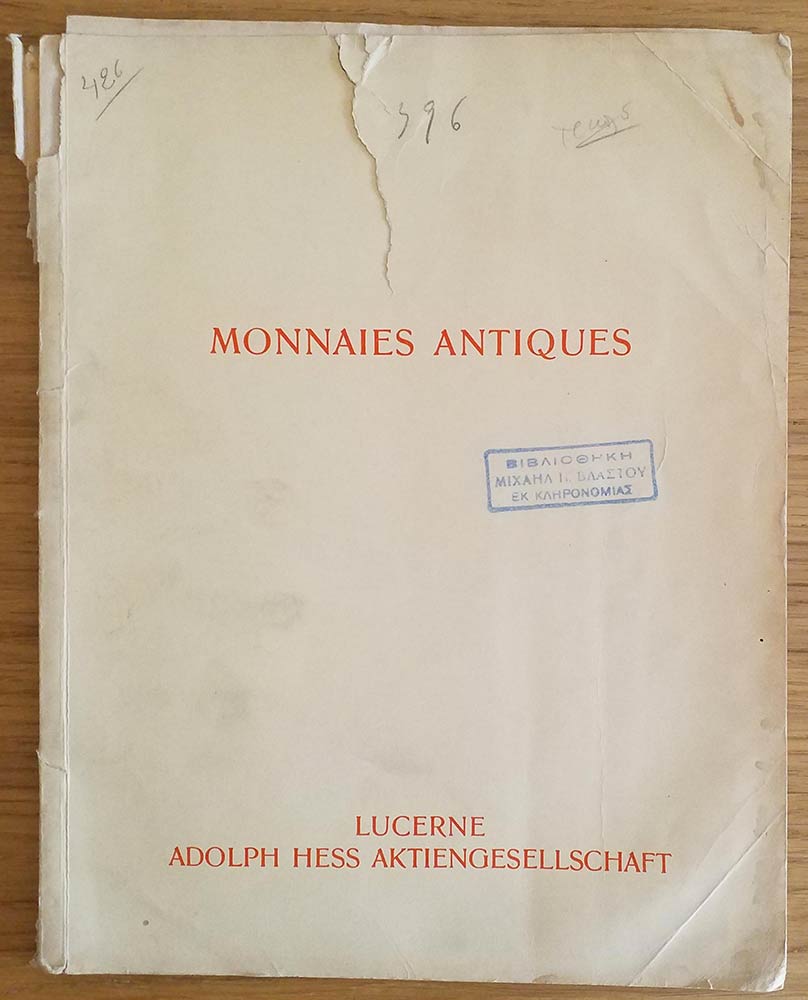 426
396
MONNAIES ANTIQUES
ΒΙΒΛΙΟΘΗΚΗ
ΜΙΧΑΗΛ Π. ΒΛΑΣΤΟΥ
ΕΚ ΚΛΗΡΟΝΟΜΙΑΣ
LUCERNE
ADOLPH HESS AKTIENGESELLSCHAFT